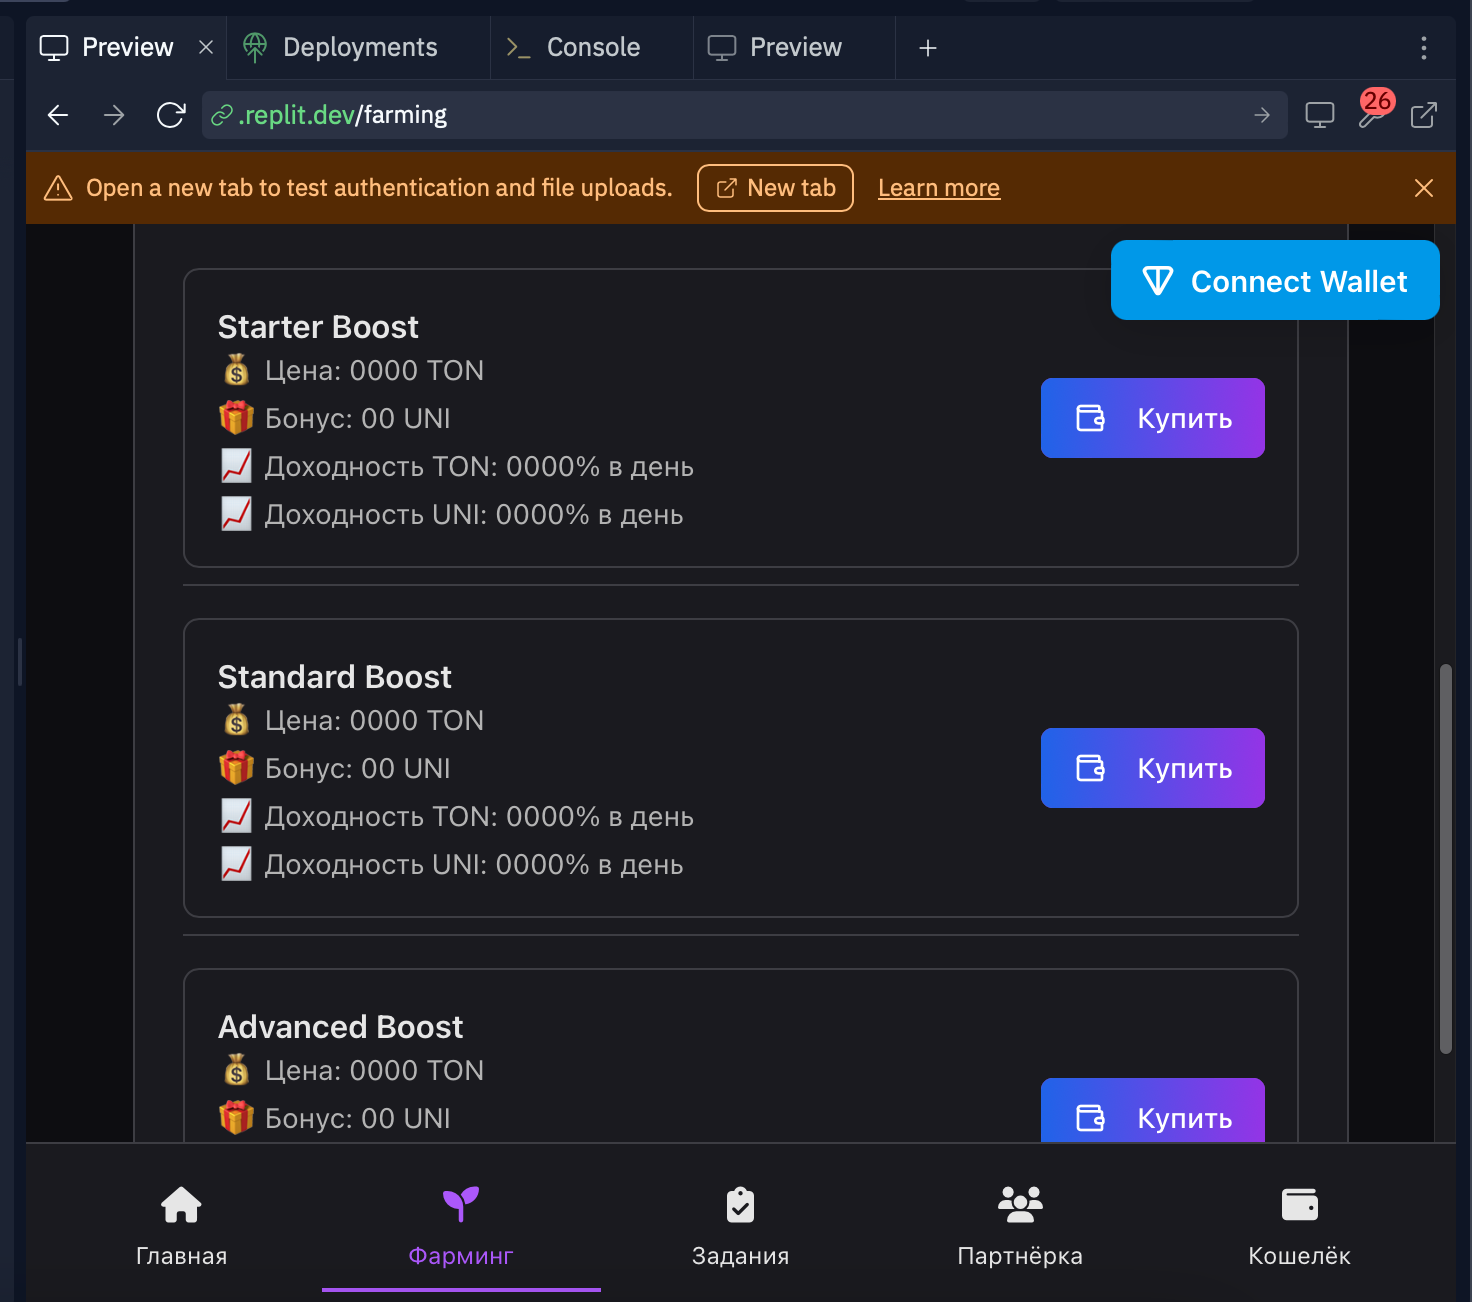 Preview
Deployments
Console
Preview
.replit.dev/farming
26
Open a new tab to test authentication and file uploads.
New tab
Learn more
Connect Wallet
Starter Boost
Цена: 0000 TON
Бонус: 00 UNI
Доходность TON: 0000% в день
Доходность UNI: 0000% в день
Купить
Standard Boost
Цена: 0000 TON
Бонус: 00 UNI
Доходность TON: 0000% в день
Доходность UNI: 0000% в день
Купить
Advanced Boost
Цена: 0000 TON
Бонус: 00 UNI
Купить
Главная
Фарминг
Задания
Партнёрка
Кошелёк